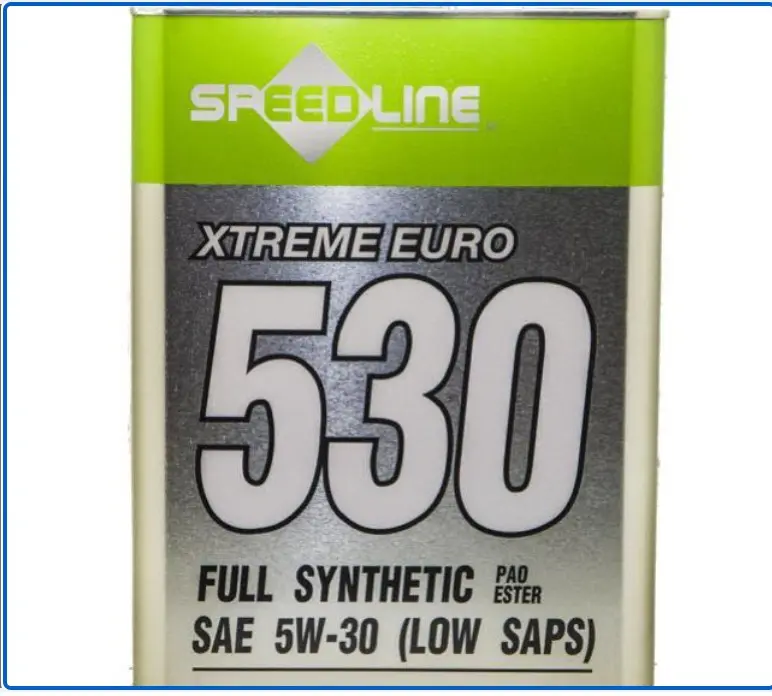 SPEEDLINE
XTREME EURO
530
FULL SYNTHETIC PAO
ESTER
SAE 5W-30 (LOW SAPS)